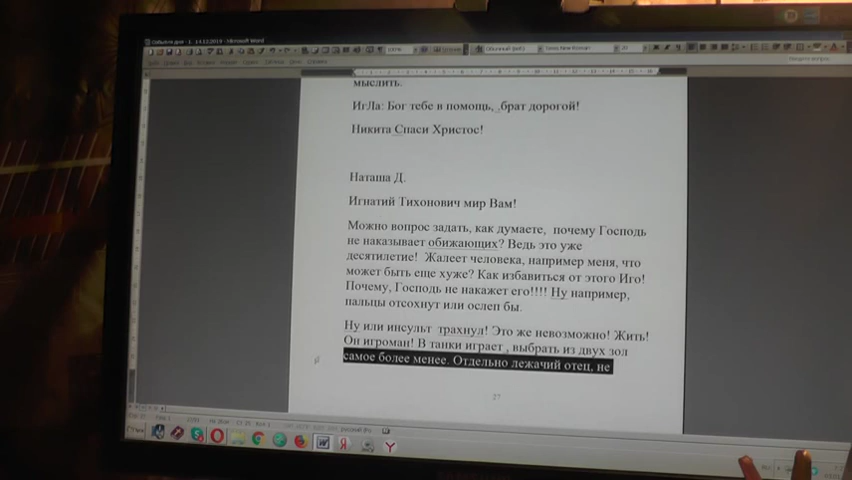 Microsoft Word
мыслить.
ИгЛа: Бог тебе в помощь, брат дорогой!
Никита Спаси Христос!
Наташа Д.
Игнатий Тихонович мир Вам!
Можно вопрос задать, как думаете, почему Господь
не наказывает обижающих? Ведь это уже
десятилетие! Жалеет человека, например меня, что
может быть еще хуже? Как избавиться от этого Иго!
Почему, Господь не накажет его!!!! Ну например,
пальцы отсохнут или ослеп бы.
Ну или инсульт трахнул! Это же невозможно! Жить!
Он игроман! В танки играет , выбрать из двух зол
самое более менее. Отдельно лежачий отец, не
27